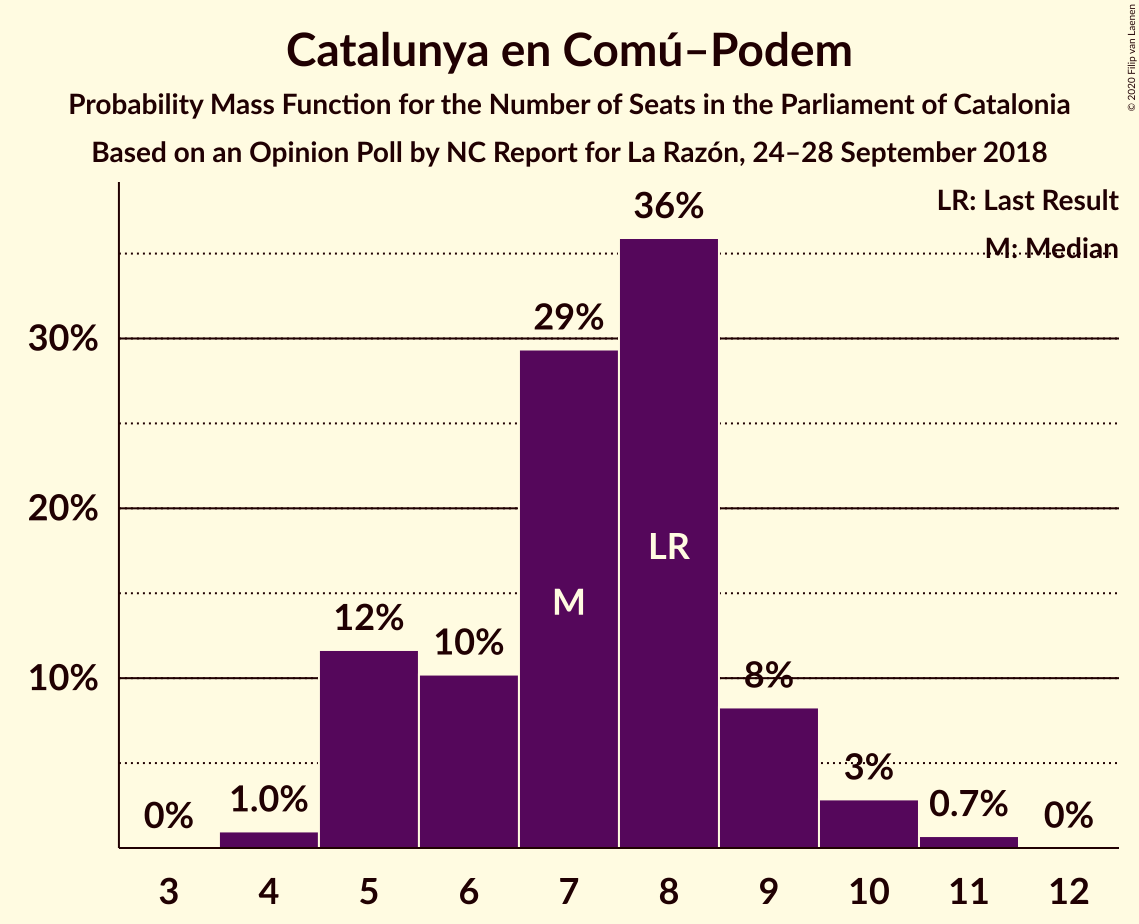 Catalunya en Comú–Podem
Probability Mass Function for the Number of Seats in the Parliament of Catalonia
Based on an Opinion Poll by NC Report for La Razón, 24–28 September 2018
© 2020 Filip van Laenen
LR: Last Result
M: Median
30%
20%
10%
0%
1.0%
12%
10%
29%
36%
8%
3%
0.7%
0%
M
LR
3 4 5 6 7 8 9 10 11 12